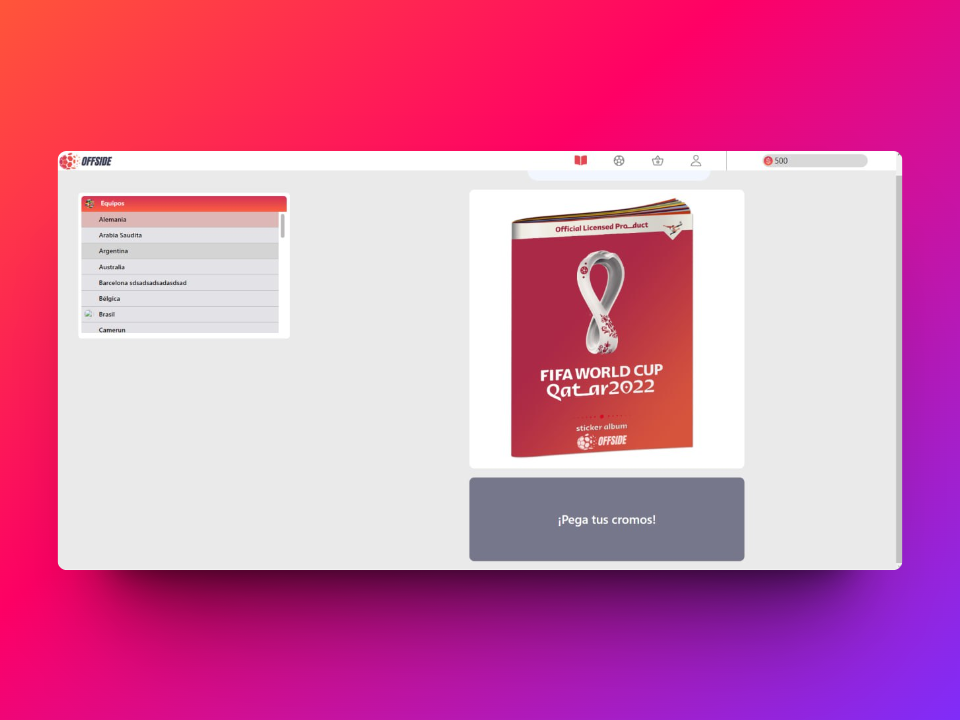 OFFSIDE
500
Equipos
Alemania
Arabia Saudita
Argentina
Australia
Barcelona sdsadsadsadasdsad
Bélgica
Brasil
Camerun
Official Licensed Product
FIFA WORLD CUP
Qatar2022
sticker album
OFFSIDE
¡Pega tus cromos!